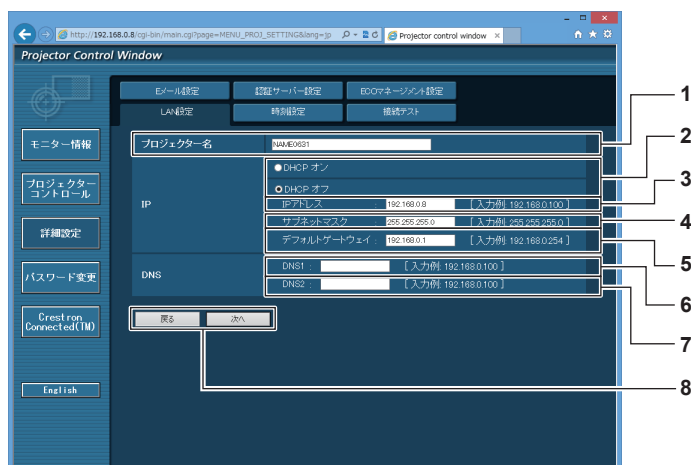 http://192.168.0.8/cgi-bin/main.cgi?page=MENU_PROJ_SETTING&lang=jp
Projector control window ×
Projector Control Window
Eメール設定 認証サーバー設定 ECOマネージメント設定
LAN設定 時刻設定 接続テスト
モニター情報
プロジェクター
コントロール
詳細設定
パスワード変更
Crestron
Connected(TM)
English
プロジェクター名 NAME0631
IP
DHCP オン
DHCP オフ
IPアドレス : 192.168.0.8 [ 入力例: 192.168.0.100 ]
サブネットマスク : 255.255.255.0 [ 入力例: 255.255.255.0 ]
デフォルトゲートウェイ : 192.168.0.1 [ 入力例: 192.168.0.254 ]
DNS
DNS1 : [ 入力例: 192.168.0.100 ]
DNS2 : [ 入力例: 192.168.0.100 ]
戻る 次へ
1
2
3
4
5
6
7
8